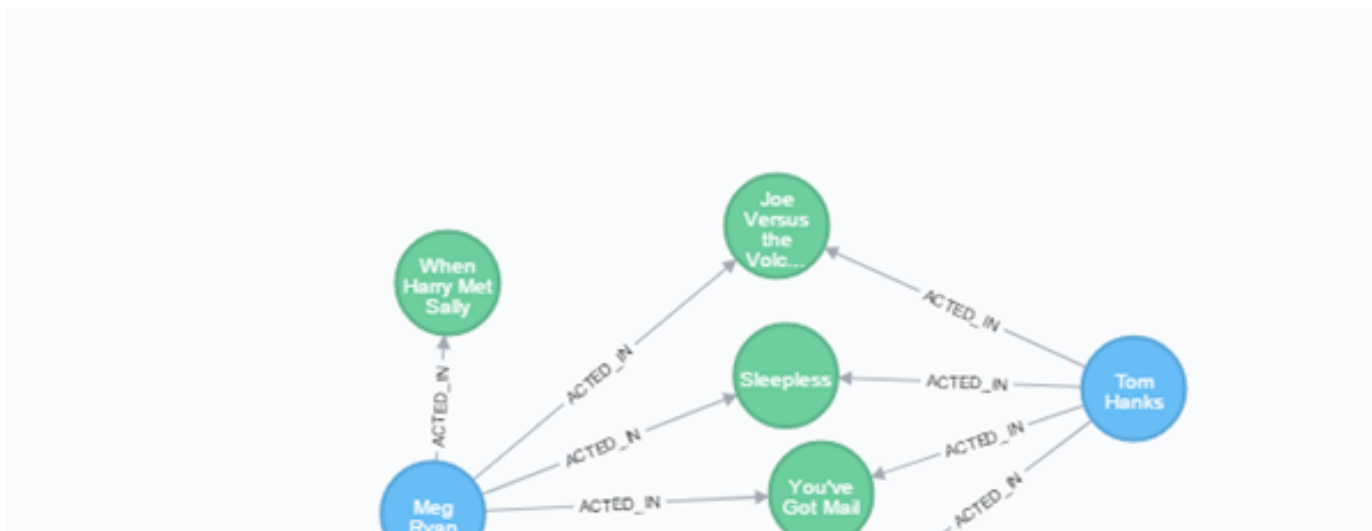 Joe
Versus
the
Volc...
When
Harry Met
Sally
ACTED_IN
ACTED_IN
ACTED_IN
Sleepless
ACTED_IN
Tom
Hanks
ACTED_IN
ACTED_IN
ACTED_IN
You've
Got Mail
ACTED_IN
ACTED_IN
Meg
Ryan